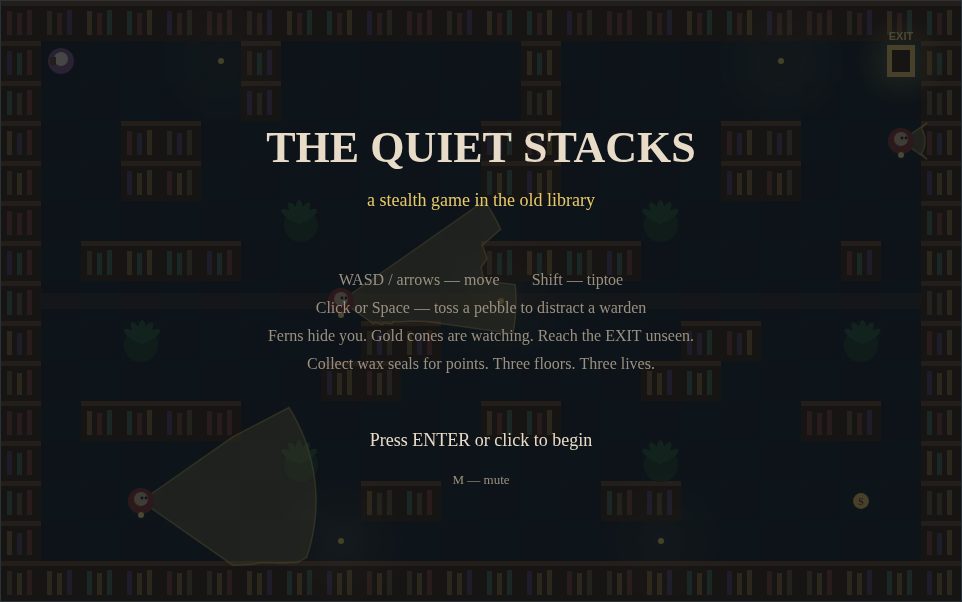 EXIT
THE QUIET STACKS
a stealth game in the old library
WASD / arrows — move Shift — tiptoe
Click or Space — toss a pebble to distract a warden
Ferns hide you. Gold cones are watching. Reach the EXIT unseen.
Collect wax seals for points. Three floors. Three lives.
Press ENTER or click to begin
M — mute
S